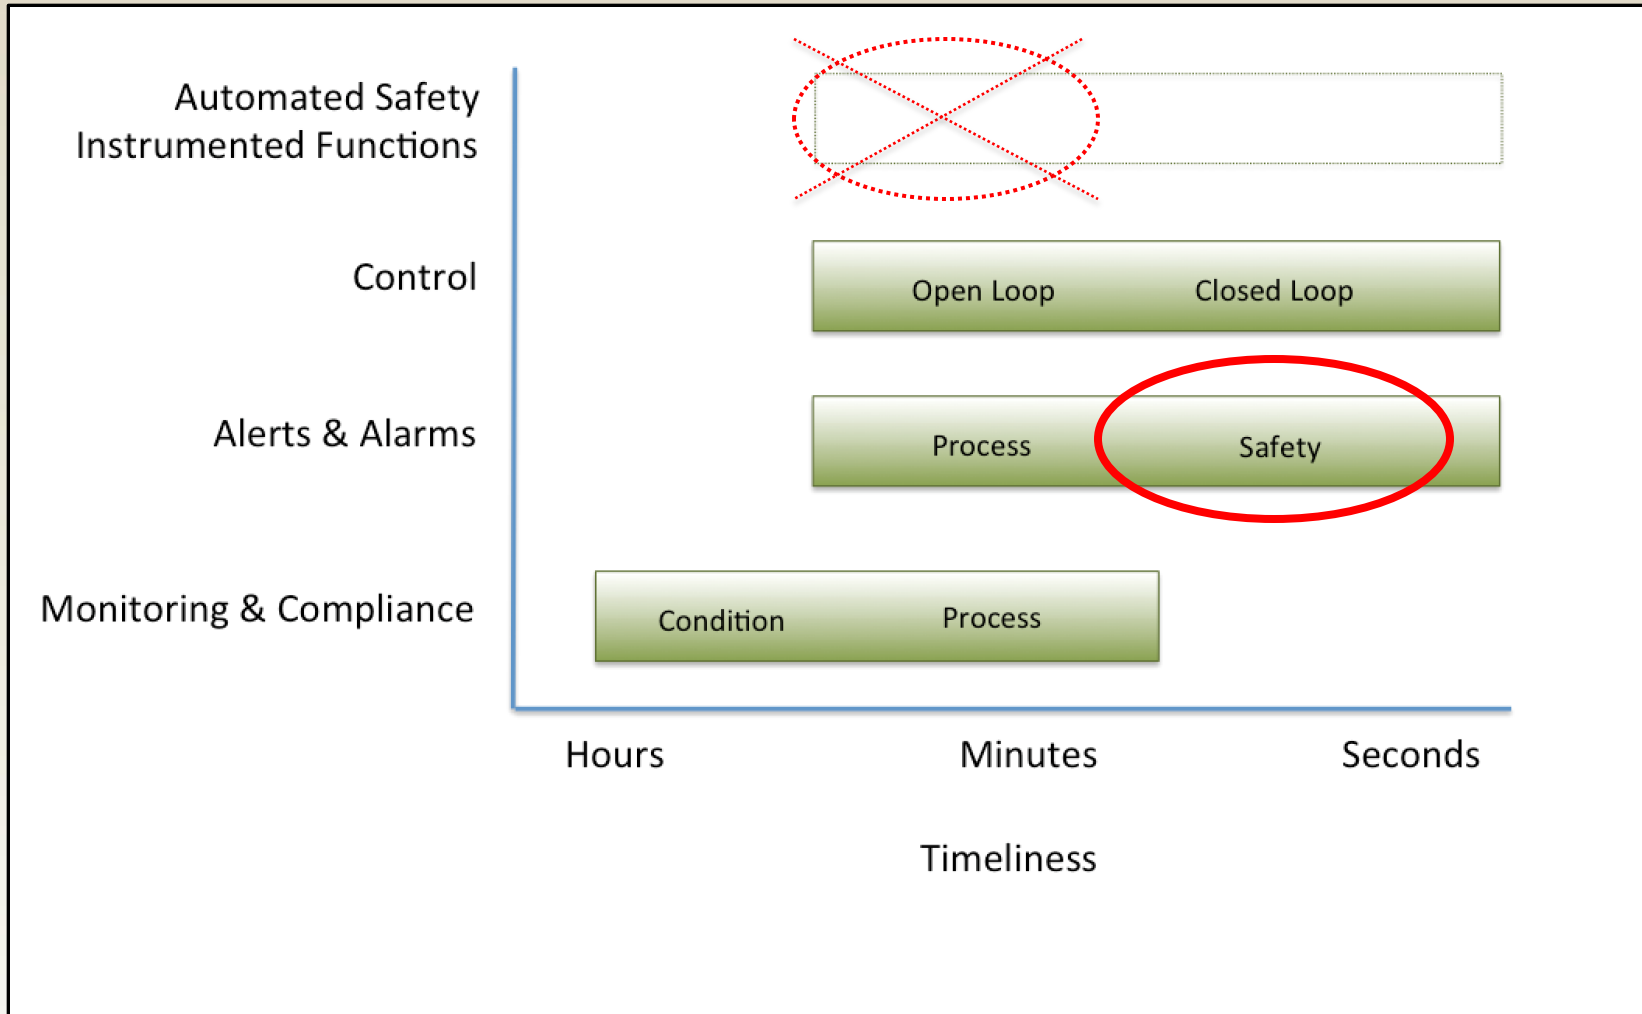 Automated Safety
Instrumented Functions
Control
Open Loop
Closed Loop
Alerts & Alarms
Process
Safety
Monitoring & Compliance
Condition
Process
Hours
Minutes
Seconds
Timeliness